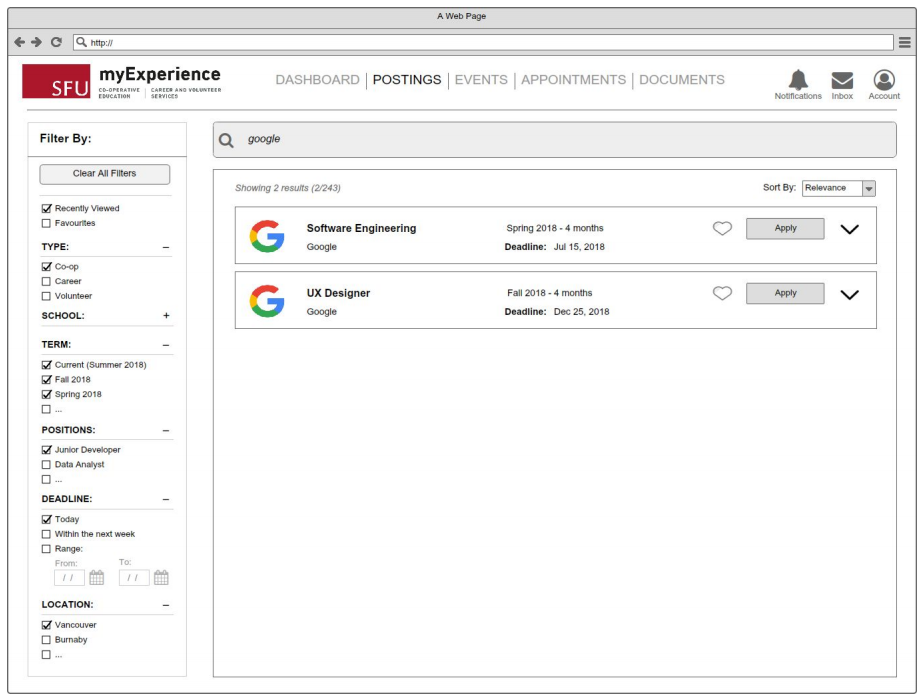 A Web Page
http://
SFU
myExperience
CO-OPERATIVE EDUCATION | CAREER AND VOLUNTEER SERVICES
DASHBOARD | POSTINGS | EVENTS | APPOINTMENTS | DOCUMENTS
Notifications Inbox Account
Filter By:
Clear All Filters
Recently Viewed
Favourites
TYPE: –
Co-op
Career
Volunteer
SCHOOL: +
TERM: –
Current (Summer 2018)
Fall 2018
Spring 2018
...
POSITIONS: –
Junior Developer
Data Analyst
...
DEADLINE: –
Today
Within the next week
Range:
From: To:
/ / / /
LOCATION: –
Vancouver
Burnaby
...
google
Showing 2 results (2/243)
Sort By: Relevance
Software Engineering
Google
Spring 2018 - 4 months
Deadline: Jul 15, 2018
Apply
UX Designer
Google
Fall 2018 - 4 months
Deadline: Dec 25, 2018
Apply